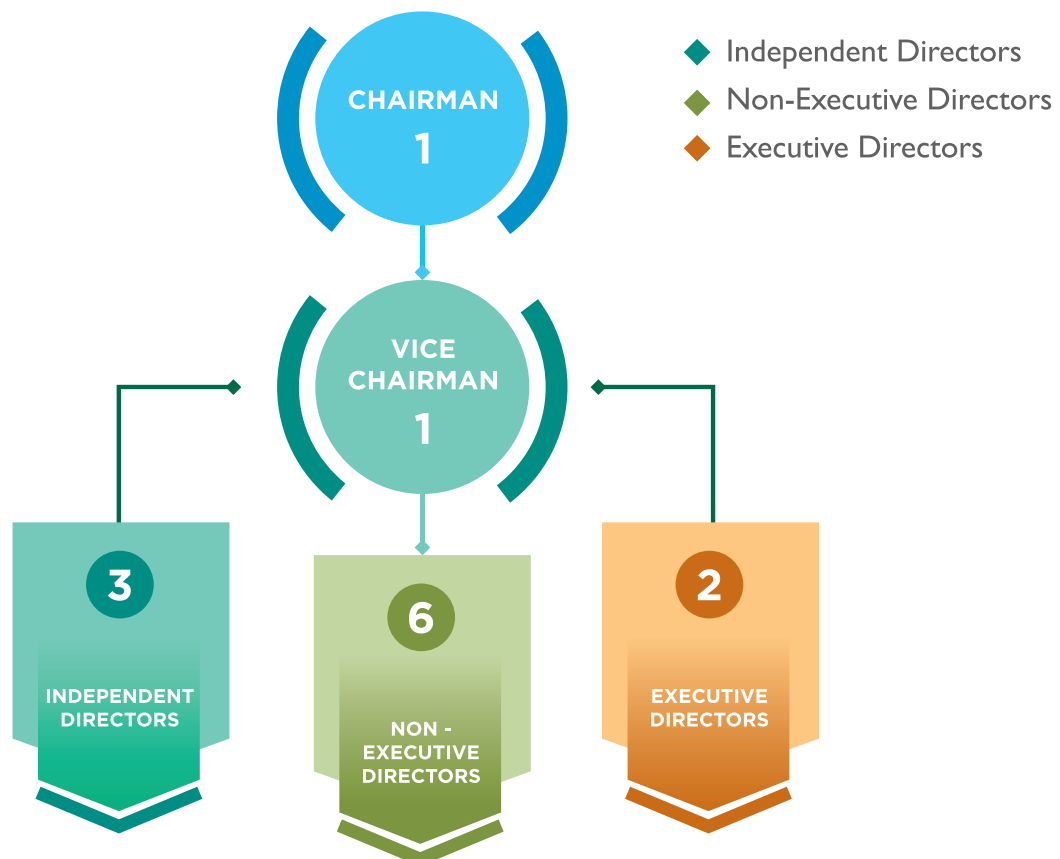 CHAIRMAN
1
Independent Directors
Non-Executive Directors
Executive Directors
VICE
CHAIRMAN
1
3
INDEPENDENT
DIRECTORS
6
NON -
EXECUTIVE
DIRECTORS
2
EXECUTIVE
DIRECTORS